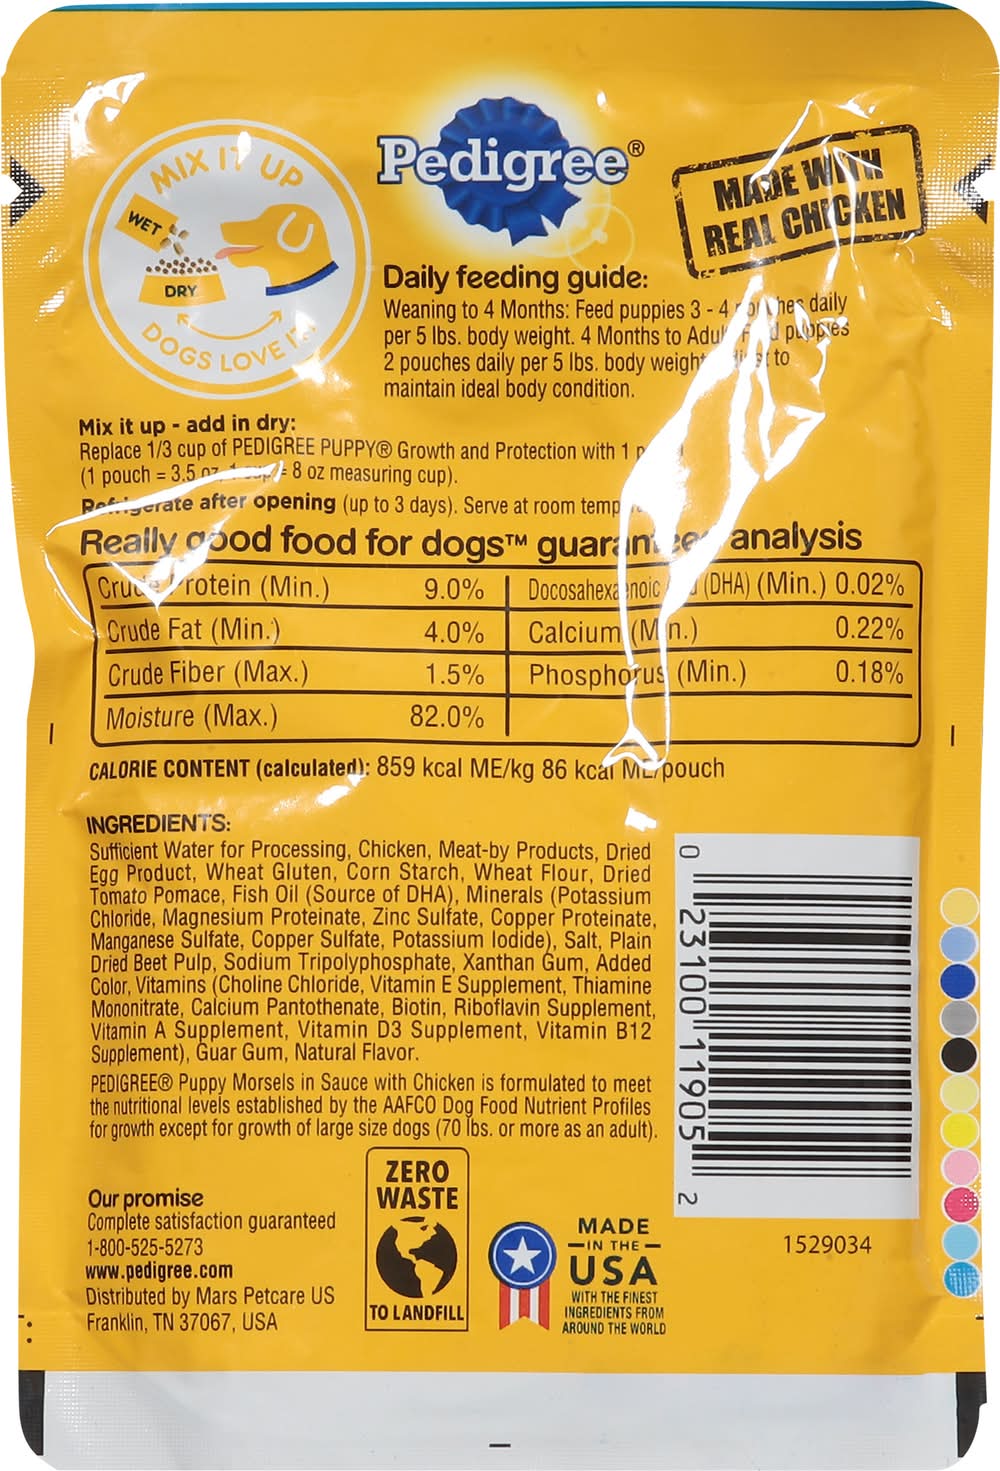 MIX IT UP
WET
DRY
DOGS LOVE IT
Pedigree®
MADE WITH
REAL CHICKEN
Daily feeding guide:
Weaning to 4 Months: Feed puppies 3 - 4 pouches daily
per 5 lbs. body weight. 4 Months to Adult: Feed puppies
2 pouches daily per 5 lbs. body weight. Adjust to
maintain ideal body condition.
Mix it up - add in dry:
Replace 1/3 cup of PEDIGREE PUPPY® Growth and Protection with 1
(1 pouch = 3.5 oz, 1 cup = 8 oz measuring cup).
Refrigerate after opening (up to 3 days). Serve at room
Really good food for dogs™ guaranteed analysis
Crude Protein (Min.) 9.0% Docosahexaenoic Acid (DHA) (Min.) 0.02%
Crude Fat (Min.) 4.0% Calcium (Min.) 0.22%
Crude Fiber (Max.) 1.5% Phosphorus (Min.) 0.18%
Moisture (Max.) 82.0%
CALORIE CONTENT (calculated): 859 kcal ME/kg 86 kcal ME/pouch
INGREDIENTS:
Sufficient Water for Processing, Chicken, Meat-by Products, Dried
Egg Product, Wheat Gluten, Corn Starch, Wheat Flour, Dried
Tomato Pomace, Fish Oil (Source of DHA), Minerals (Potassium
Chloride, Magnesium Proteinate, Zinc Sulfate, Copper Proteinate,
Manganese Sulfate, Copper Sulfate, Potassium Iodide), Salt, Plain
Dried Beet Pulp, Sodium Tripolyphosphate, Xanthan Gum, Added
Color, Vitamins (Choline Chloride, Vitamin E Supplement, Thiamine
Mononitrate, Calcium Pantothenate, Biotin, Riboflavin Supplement,
Vitamin A Supplement, Vitamin D3 Supplement, Vitamin B12
Supplement), Guar Gum, Natural Flavor.
PEDIGREE® Puppy Morsels in Sauce with Chicken is formulated to meet
the nutritional levels established by the AAFCO Dog Food Nutrient Profiles
for growth except for growth of large size dogs (70 lbs. or more as an adult).
0 23100 11905 2
1529034
Our promise
Complete satisfaction guaranteed
1-800-525-5273
www.pedigree.com
Distributed by Mars Petcare US
Franklin, TN 37067, USA
ZERO
WASTE
TO LANDFILL
MADE
IN THE
USA
WITH THE FINEST
INGREDIENTS FROM
AROUND THE WORLD